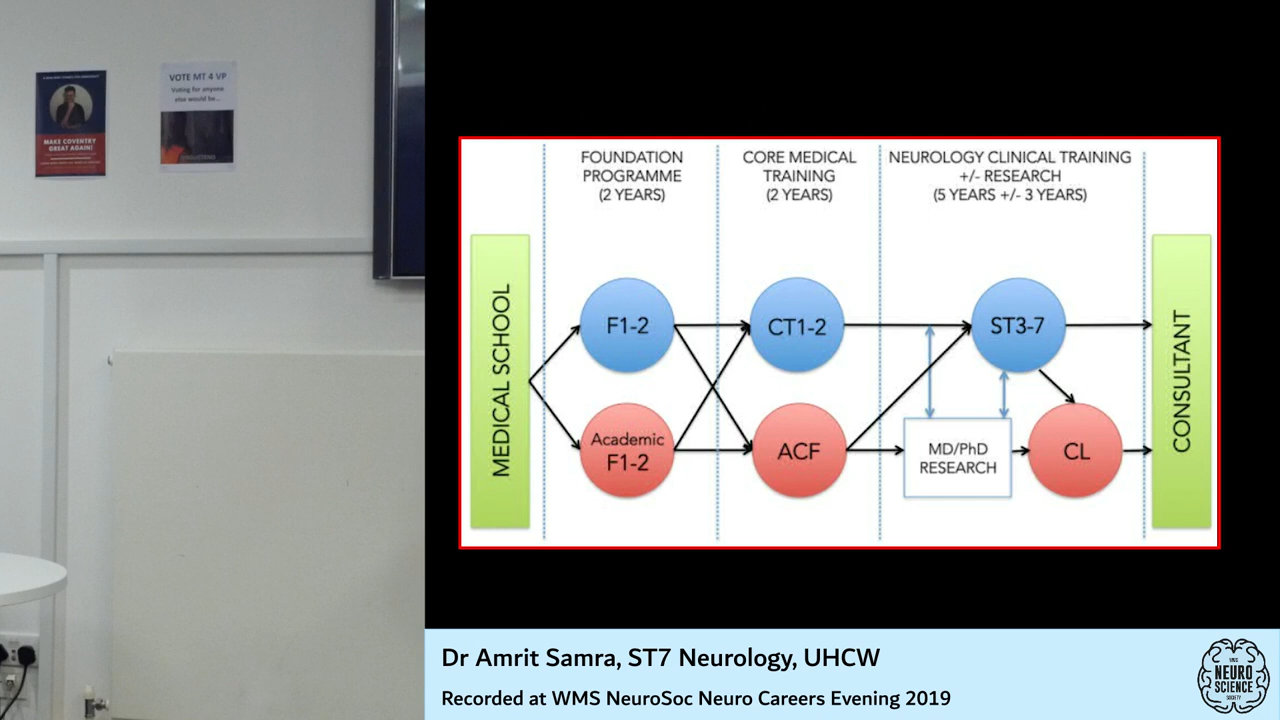 VOTE MT 4 VP
Voting for anyone
else would be...
MAKE COVENTRY
GREAT AGAIN!
FOUNDATION
PROGRAMME
(2 YEARS)
CORE MEDICAL
TRAINING
(2 YEARS)
NEUROLOGY CLINICAL TRAINING
+/- RESEARCH
(5 YEARS +/- 3 YEARS)
MEDICAL SCHOOL
F1-2
CT1-2
ST3-7
Academic
F1-2
ACF
MD/PhD
RESEARCH
CL
CONSULTANT
Dr Amrit Samra, ST7 Neurology, UHCW
Recorded at WMS NeuroSoc Neuro Careers Evening 2019
WMS
NEURO
SCIENCE
SOCIETY